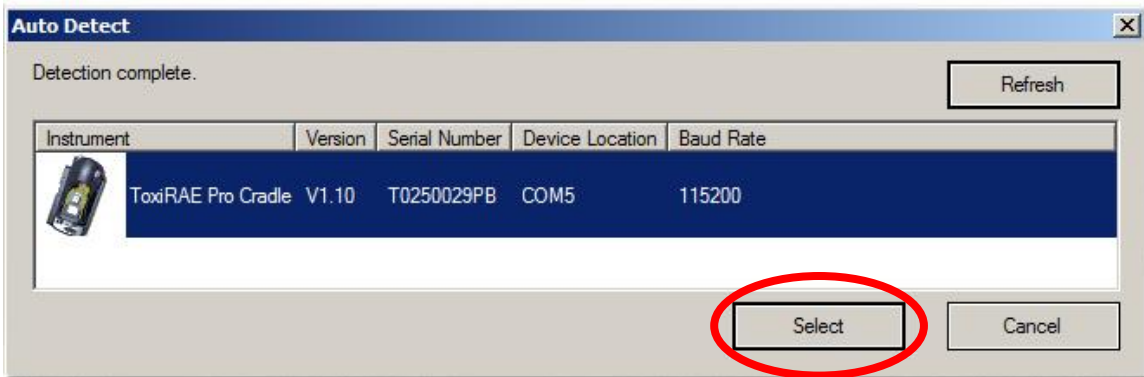 Auto Detect
Detection complete.
Refresh
Instrument Version Serial Number Device Location Baud Rate
ToxiRAE Pro Cradle V1.10 T0250029PB COM5 115200
Select Cancel